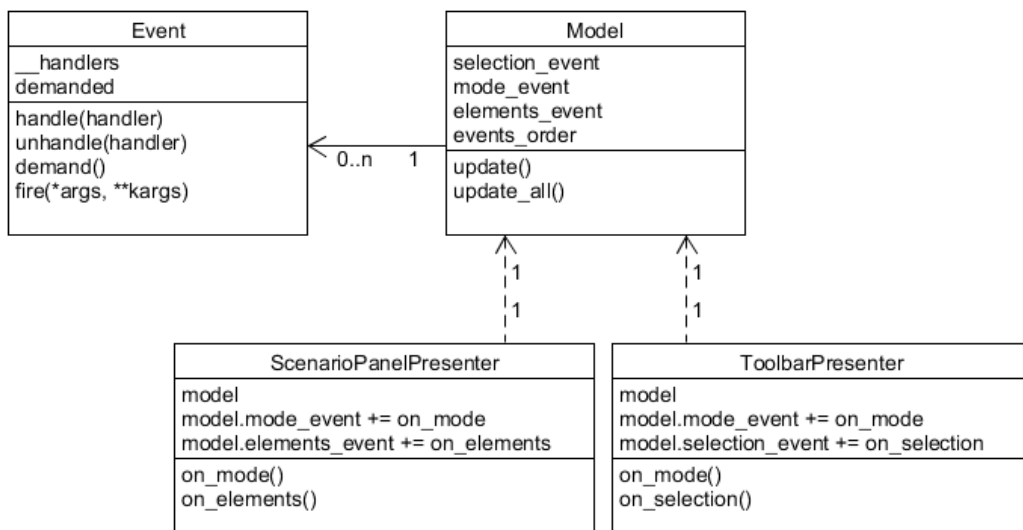 Event
__handlers
demanded
handle(handler)
unhandle(handler)
demand()
fire(*args, **kargs)
0..n
1
Model
selection_event
mode_event
elements_event
events_order
update()
update_all()
1
1
1
1
ScenarioPanelPresenter
model
model.mode_event += on_mode
model.elements_event += on_elements
on_mode()
on_elements()
ToolbarPresenter
model
model.mode_event += on_mode
model.selection_event += on_selection
on_mode()
on_selection()